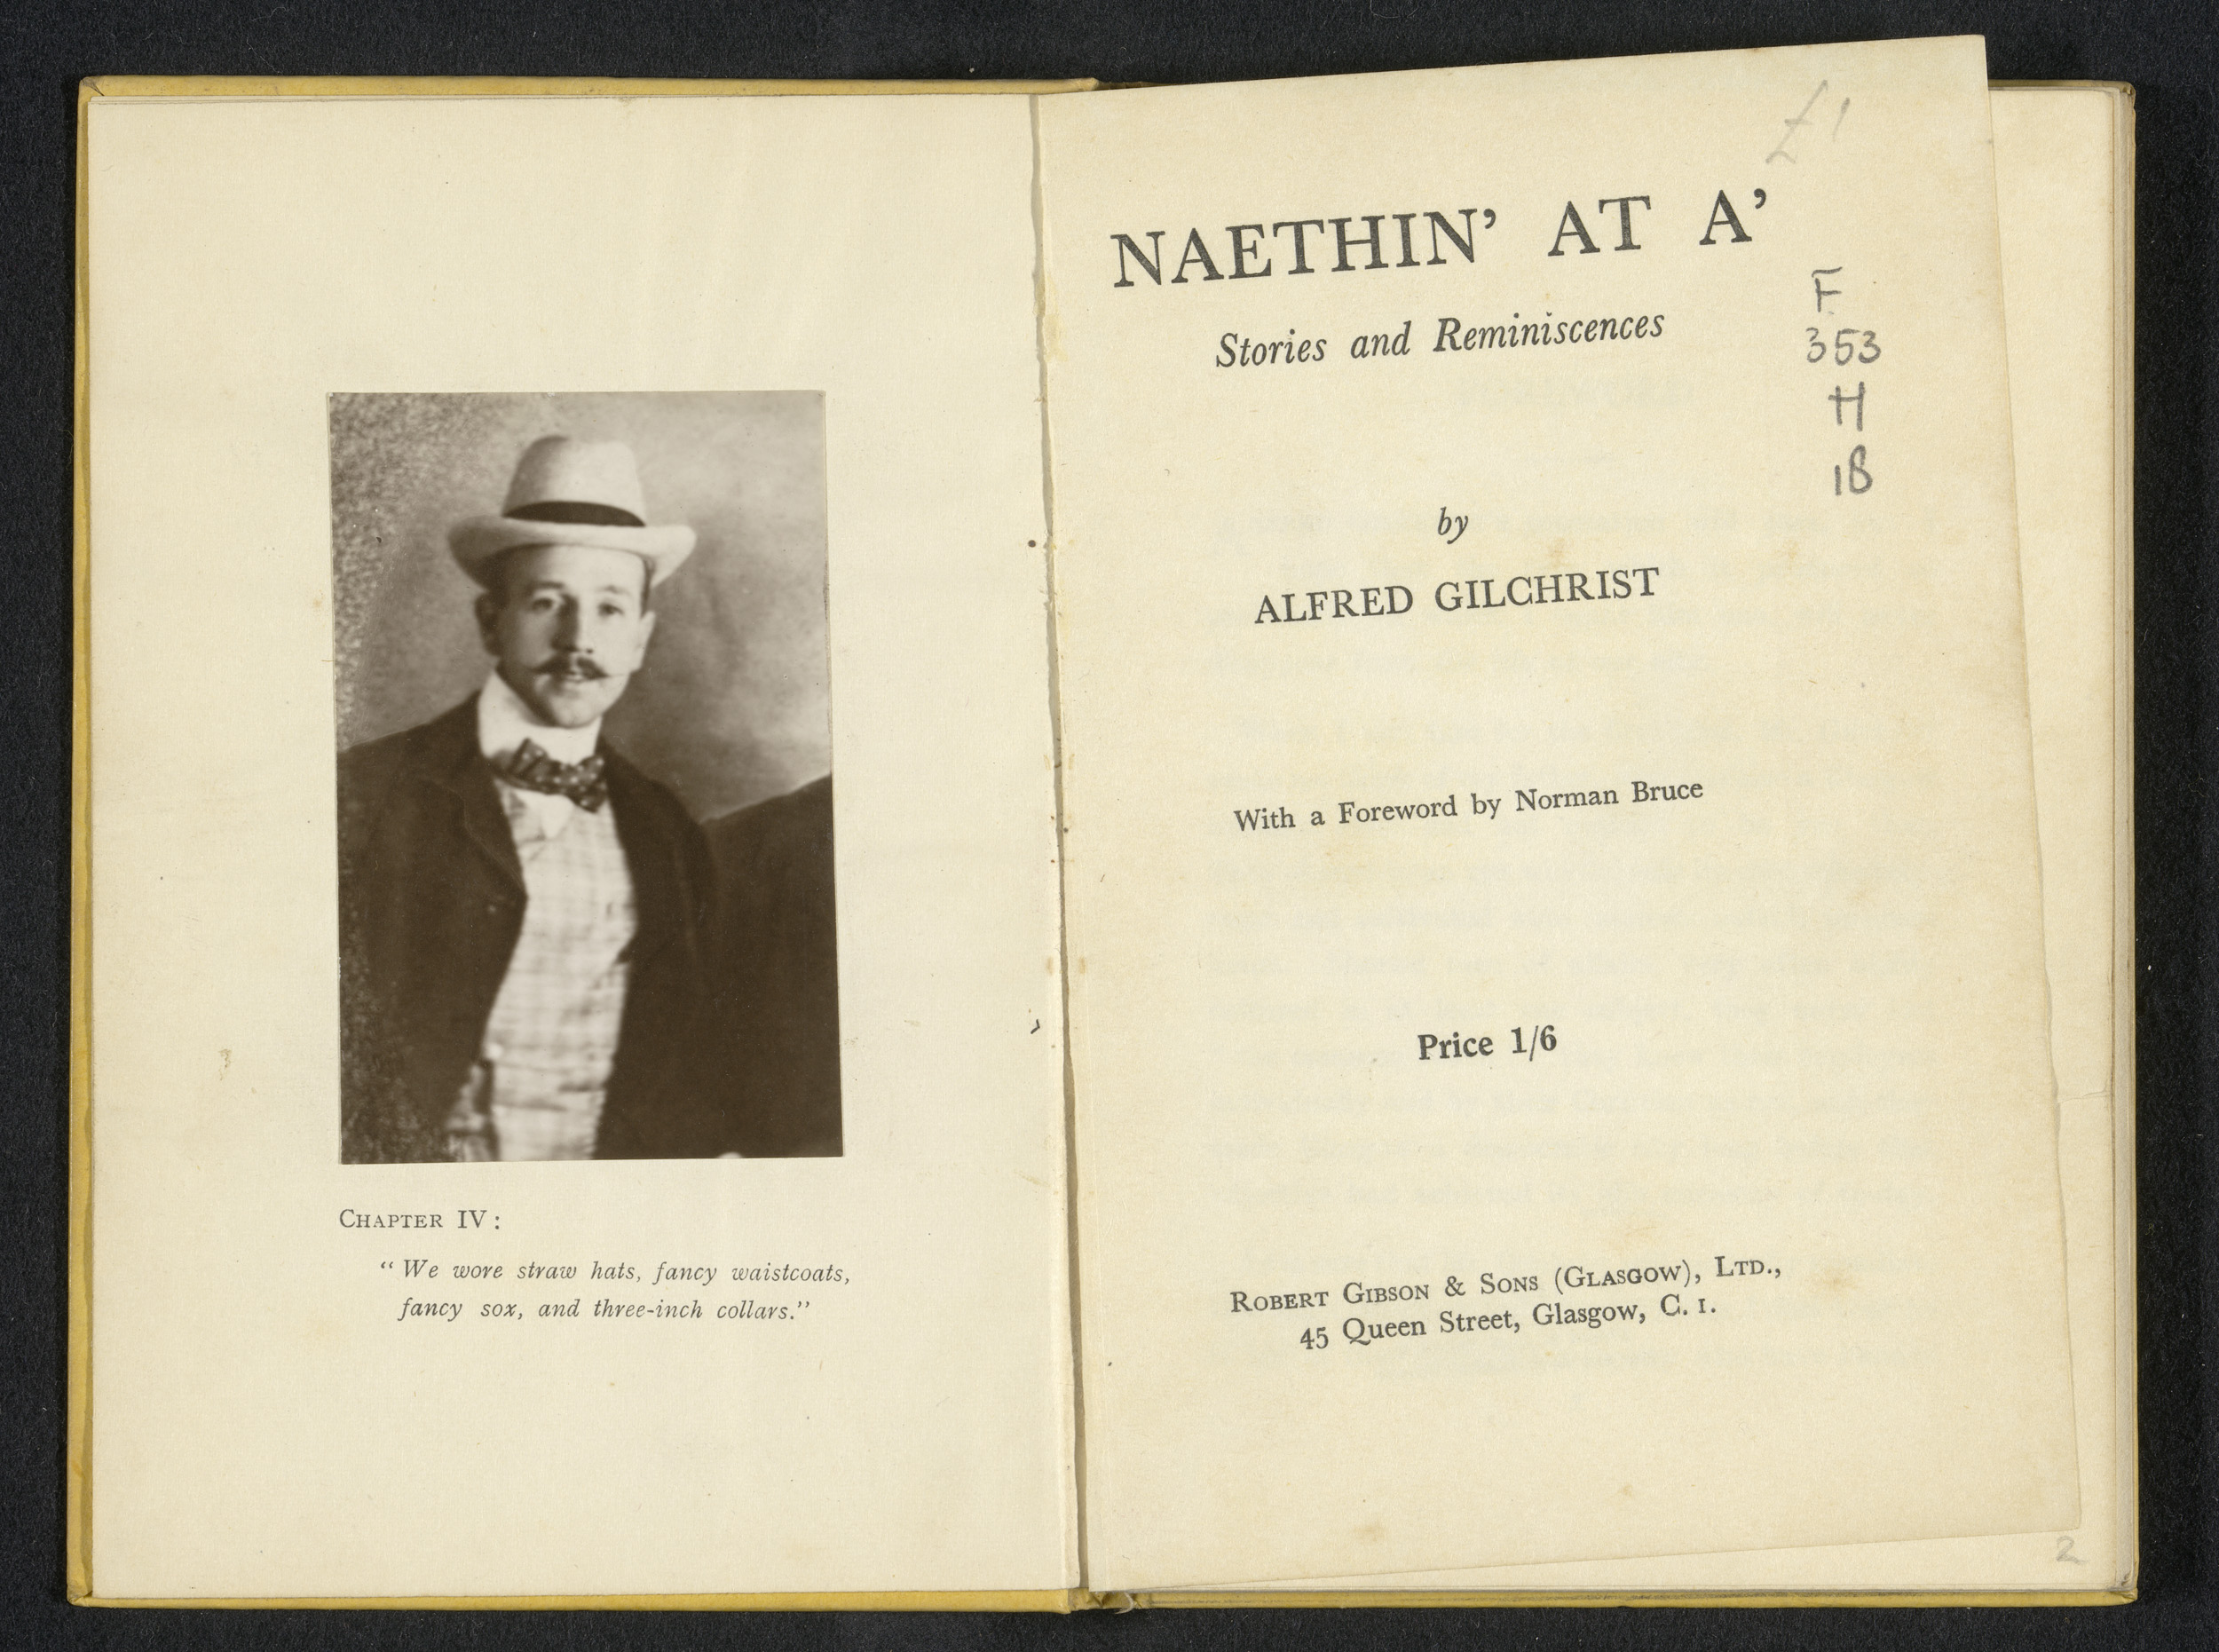 CHAPTER IV:
“We wore straw hats, fancy waistcoats,
fancy sox, and three-inch collars.”
£1
NAETHIN’ AT A’
Stories and Reminiscences
F
353
H
18
by
ALFRED GILCHRIST
With a Foreword by Norman Bruce
Price 1/6
ROBERT GIBSON & SONS (GLASGOW), LTD.,
45 Queen Street, Glasgow, C. 1.
2